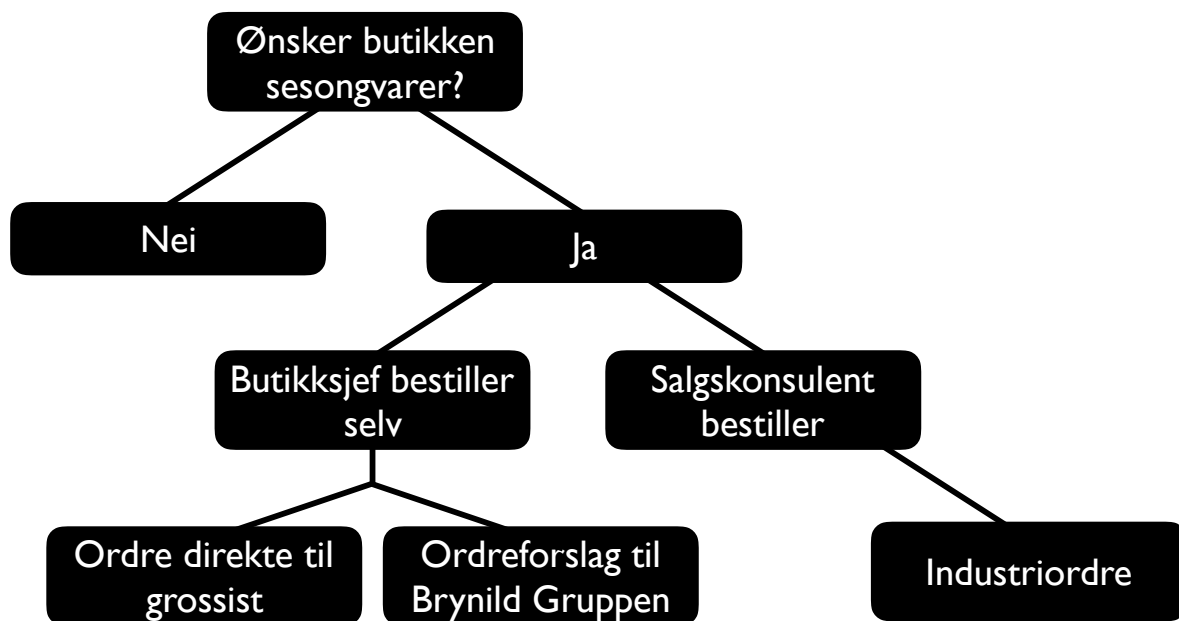 Ønsker butikken
sesongvarer?
Nei
Ja
Butikksjef bestiller
selv
Salgskonsulent
bestiller
Ordre direkte til
grossist
Ordreforslag til
Brynild Gruppen
Industriordre